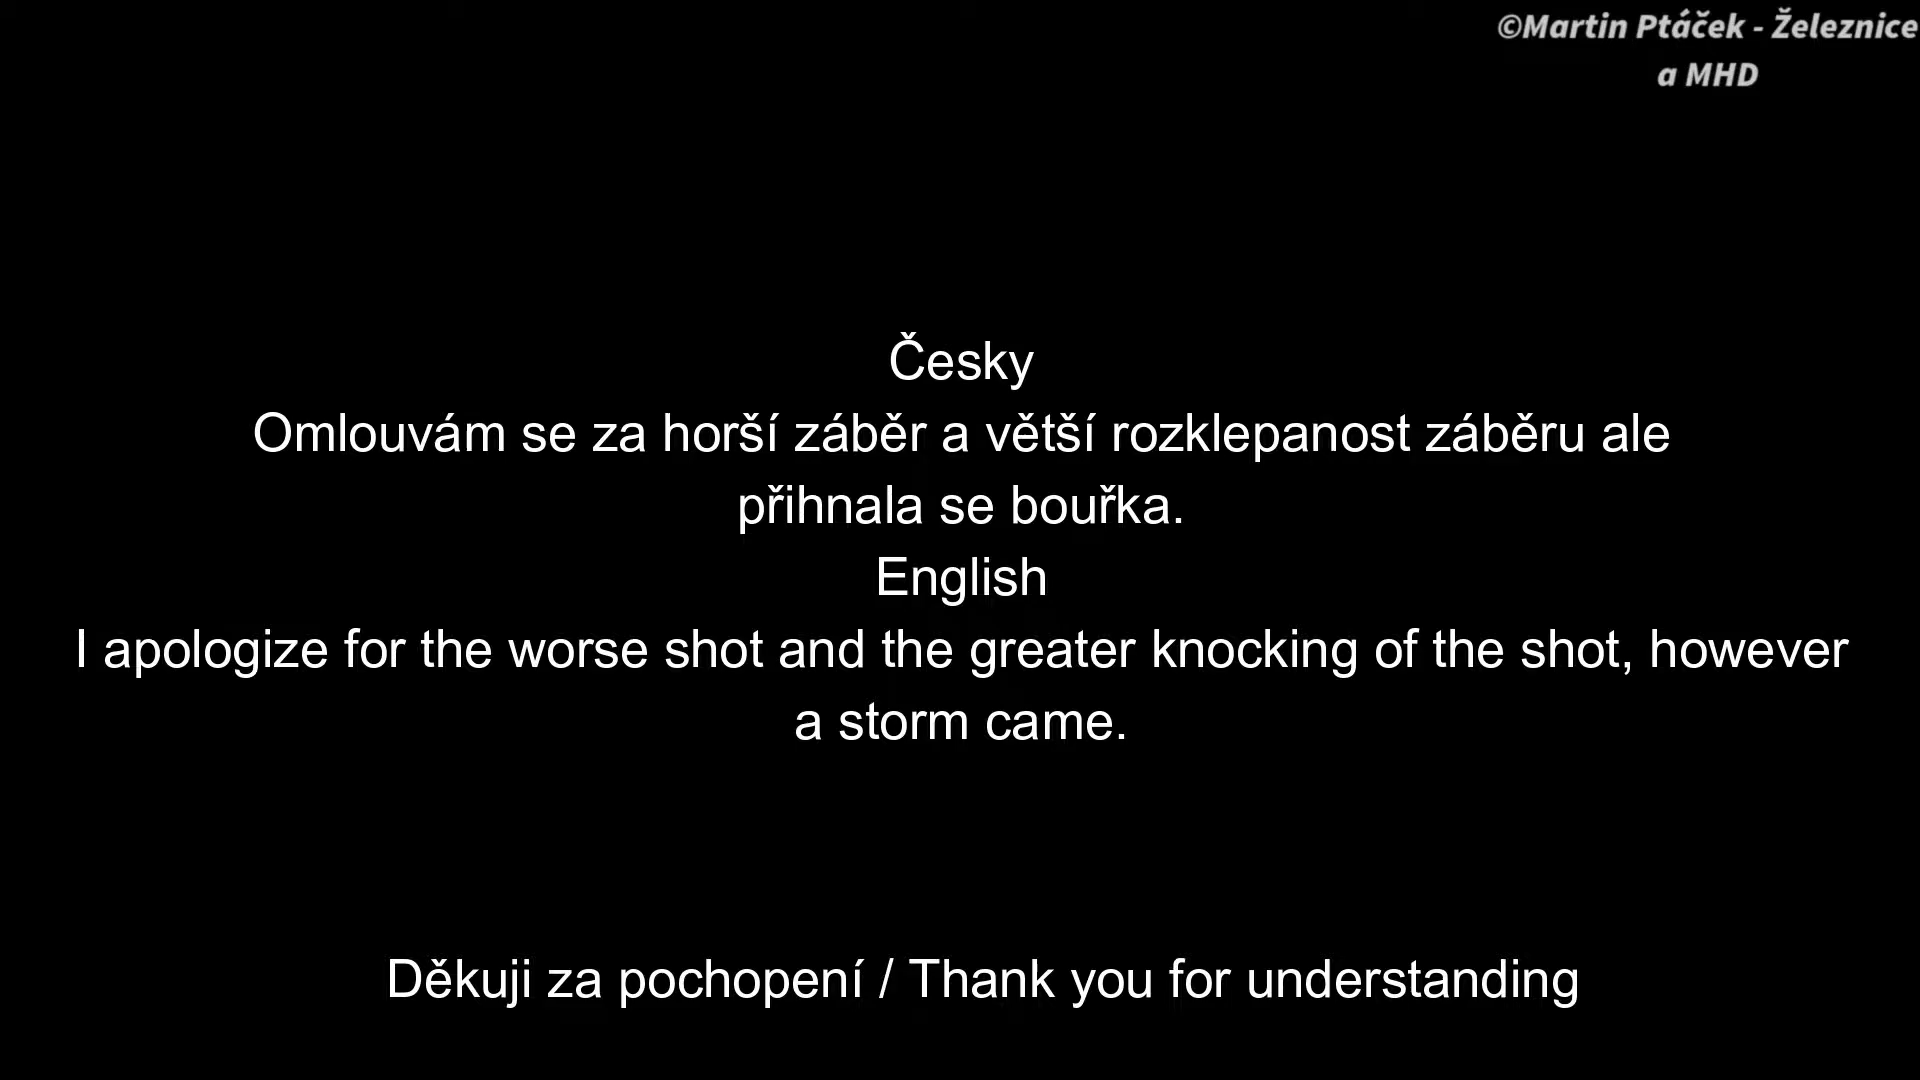 ©Martin Ptáček - Železnice
a MHD
Česky
Omlouvám se za horší záběr a větší rozklepanost záběru ale
přihnala se bouřka.
English
I apologize for the worse shot and the greater knocking of the shot, however
a storm came.
Děkuji za pochopení / Thank you for understanding